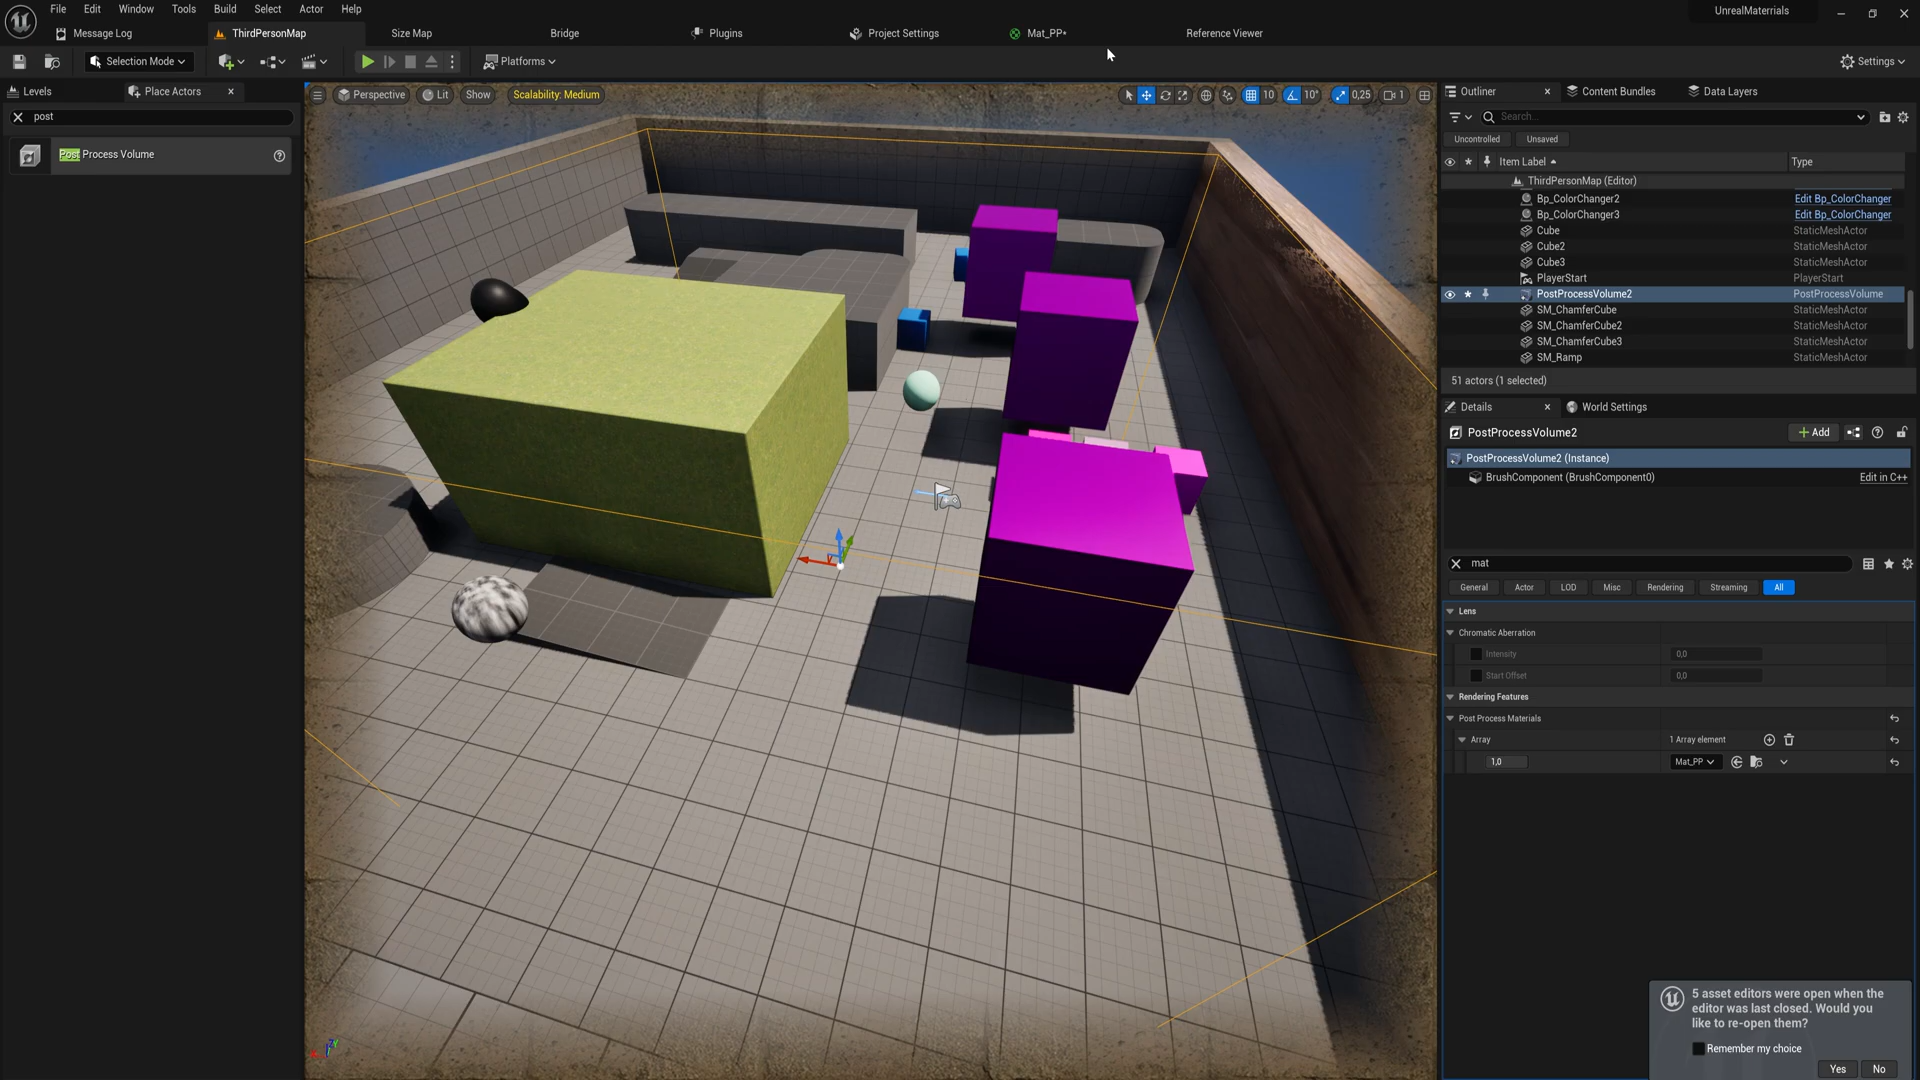 File Edit Window Tools Build Select Actor Help
UnrealMaterials
Message Log ThirdPersonMap Size Map Bridge Plugins Project Settings Mat_PP* Reference Viewer
Selection Mode Platforms Settings
Levels Place Actors
post
Post Process Volume
Perspective Lit Show Scalability: Medium 10 10° 0,25 1
Outliner Content Bundles Data Layers
Search...
Uncontrolled Unsaved
Item Label Type
ThirdPersonMap (Editor)
Bp_ColorChanger2 Edit Bp_ColorChanger
Bp_ColorChanger3 Edit Bp_ColorChanger
Cube StaticMeshActor
Cube2 StaticMeshActor
Cube3 StaticMeshActor
PlayerStart PlayerStart
PostProcessVolume2 PostProcessVolume
SM_ChamferCube StaticMeshActor
SM_ChamferCube2 StaticMeshActor
SM_ChamferCube3 StaticMeshActor
SM_Ramp StaticMeshActor
51 actors (1 selected)
Details World Settings
PostProcessVolume2 Add
PostProcessVolume2 (Instance)
BrushComponent (BrushComponent0) Edit in C++
mat
General Actor LOD Misc Rendering Streaming All
Lens
Chromatic Aberration
Intensity 0,0
Start Offset 0,0
Rendering Features
Post Process Materials
Array 1 Array element
1,0 Mat_PP
5 asset editors were open when the
editor was last closed. Would you
like to re-open them?
Remember my choice
Yes No